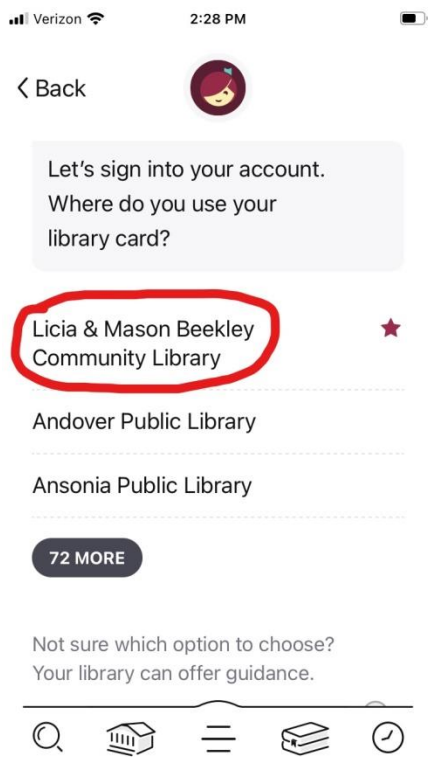 Verizon 2:28 PM
Back
Let's sign into your account.
Where do you use your
library card?
Licia & Mason Beekley
Community Library
Andover Public Library
Ansonia Public Library
72 MORE
Not sure which option to choose?
Your library can offer guidance.